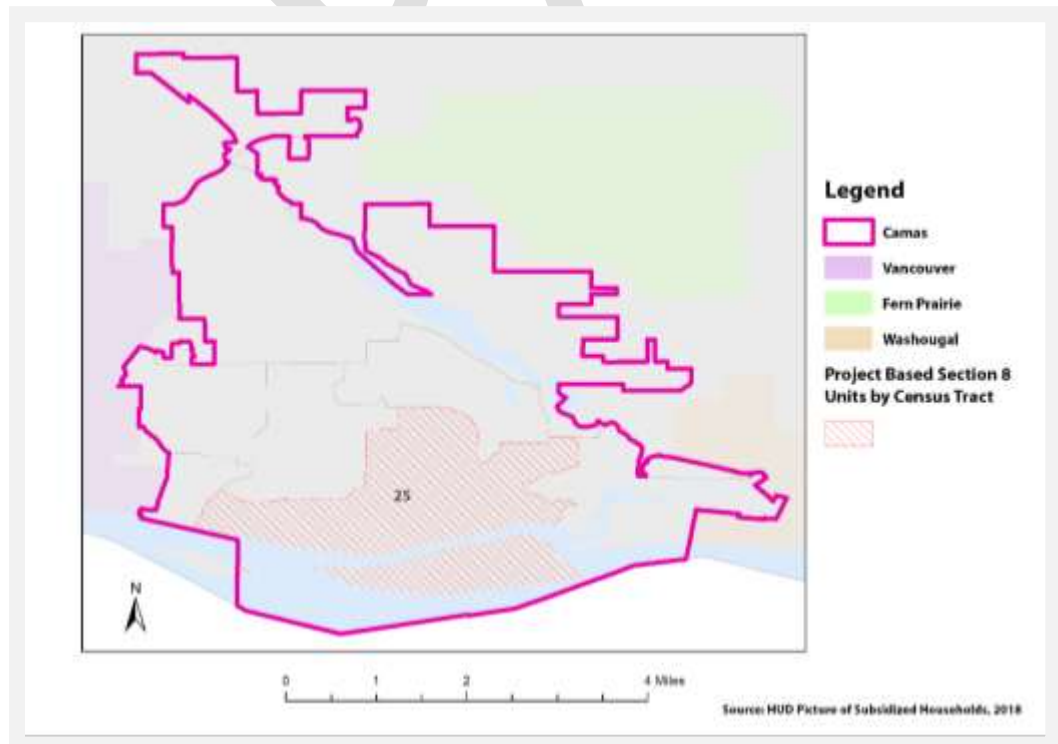 Legend
Camas
Vancouver
Fern Prairie
Washougal
Project Based Section 8
Units by Census Tract
25
N
0 1 2 4 Miles
Source: HUD Picture of Subsidized Households, 2018